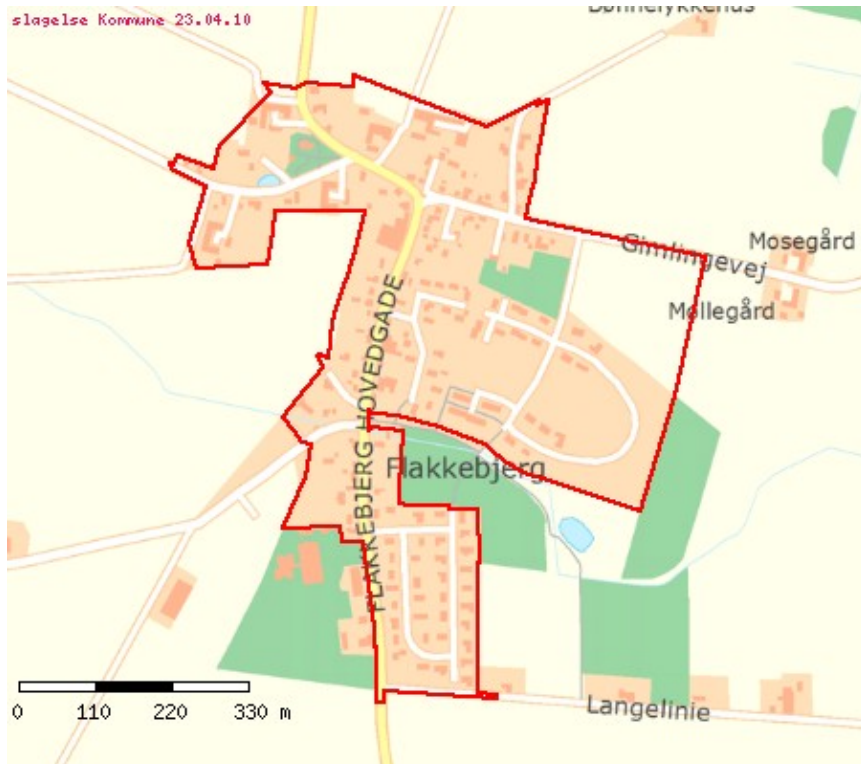 slagelse Kommune 23.04.10
Gimlingevej
Mosegård
Møllegård
FLAKKEBJERG HOVEDGADE
Flakkebjerg
Langelinie
0 110 220 330 m